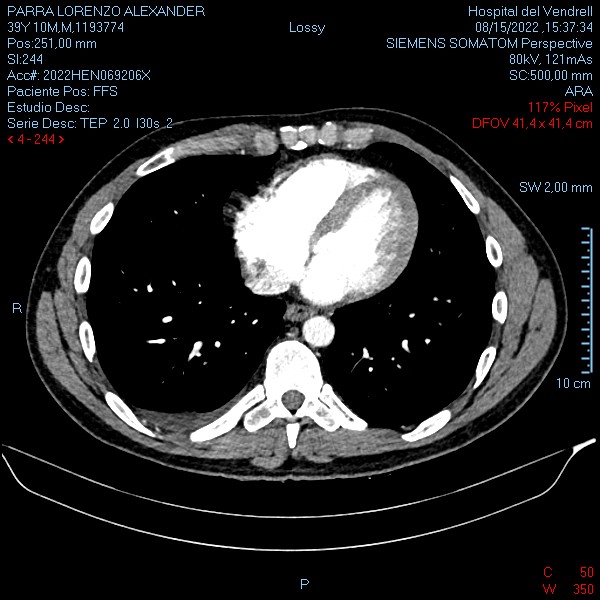 PARRA LORENZO ALEXANDER
39Y 10M,M,1193774
Pos:251,00 mm
SI:244
Acc#: 2022HEN069206X
Paciente Pos: FFS
Estudio Desc:
Serie Desc: TEP 2.0 I30s_2
< 4 - 244 >
Lossy
Hospital del Vendrell
08/15/2022 ,15:37:34
SIEMENS SOMATOM Perspective
80kV, 121mAs
SC:500,00 mm
ARA
117% Pixel
DFOV 41,4 x 41,4 cm
SW 2,00 mm
R
10 cm
P
C 50
W 350